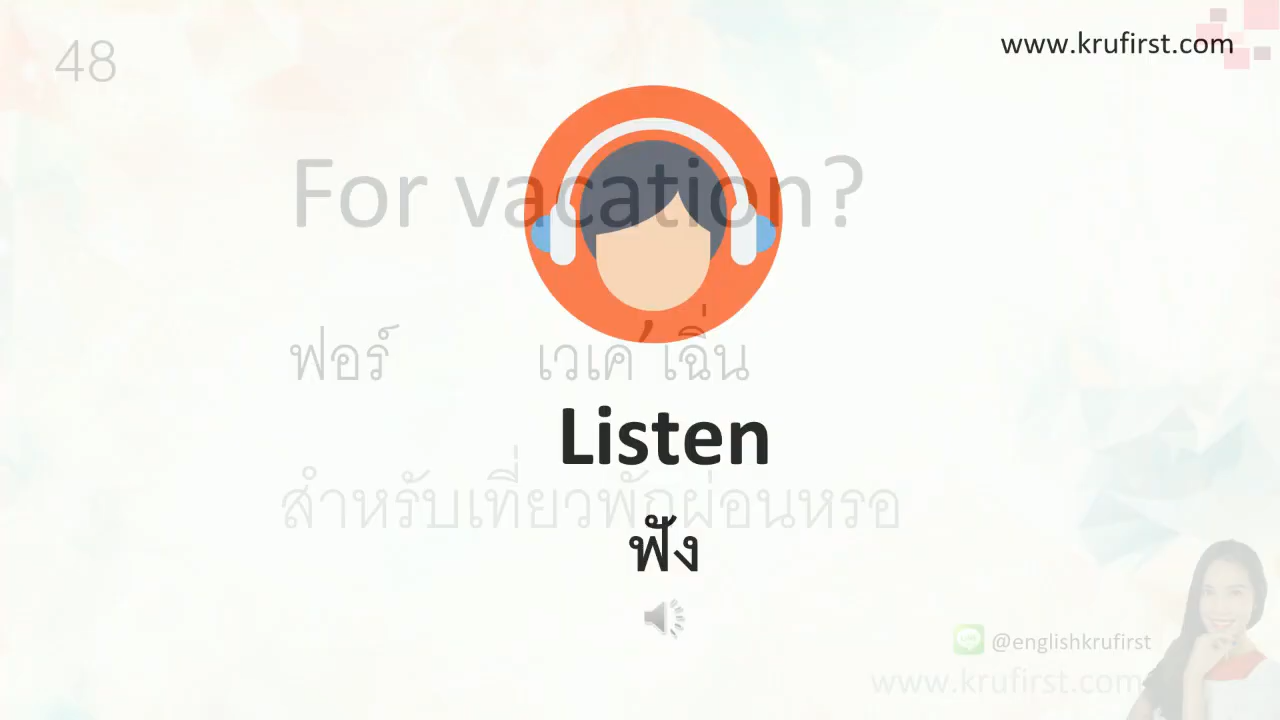 48
www.krufirst.com
For vacation?
ฟอร์ เวเค' เฉิ่น
Listen
สำหรับเที่ยวพักผ่อนหรอ
ฟัง
@englishkrufirst
www.krufirst.com